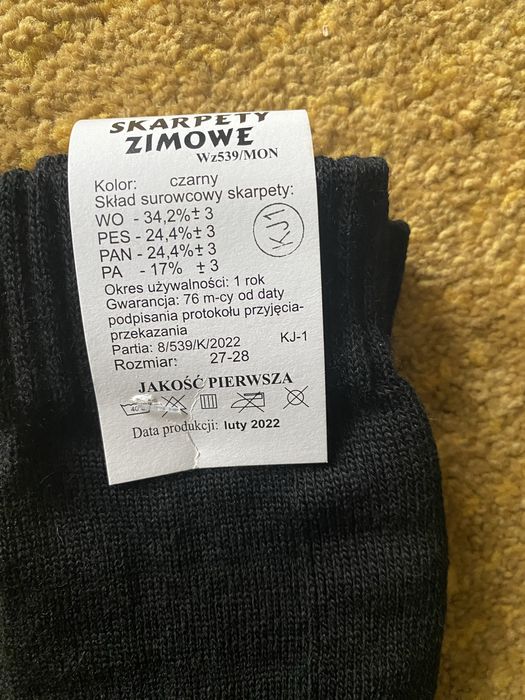 SKARPETY
ZIMOWE
Wz539/MON
Kolor: czarny
Skład surowcowy skarpety:
WO - 34,2%± 3
PES - 24,4%± 3
PAN - 24,4%± 3
PA - 17% ± 3
KJ1
Okres używalności: 1 rok
Gwarancja: 76 m-cy od daty
podpisania protokołu przyjęcia-
przekazania
Partia: 8/539/K/2022 KJ-1
Rozmiar: 27-28
JAKOŚĆ PIERWSZA
40°
Data produkcji: luty 2022